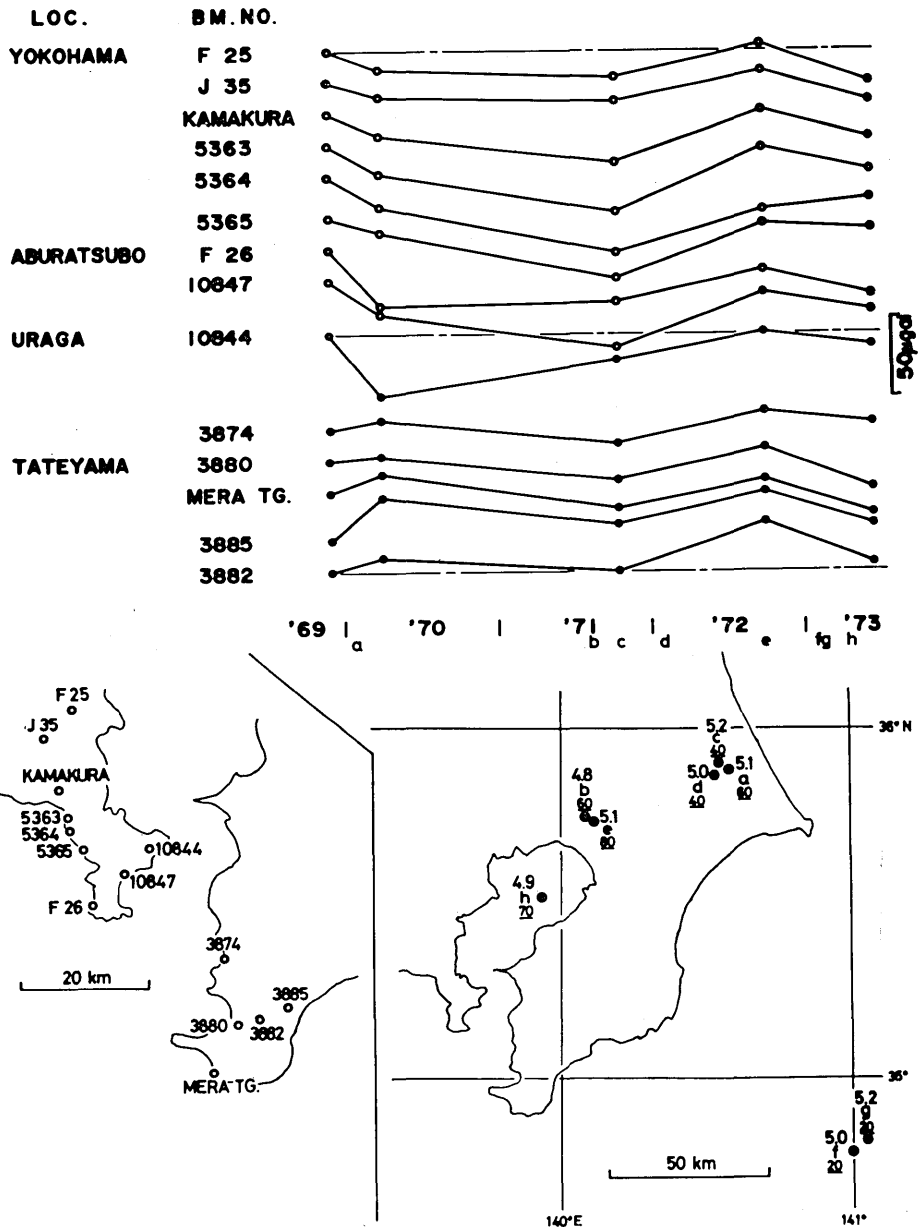 LOC. BM. NO.
YOKOHAMA F 25
J 35
KAMAKURA
5363
5364
5365
ABURATSUBO F 26
10847
URAGA 10844
50μgal
3874
TATEYAMA 3880
MERA TG.
3885
3882
'69 | a '70 | '71 b c | d '72 e | fg h '73
F 25
J 35
KAMAKURA
5363
5364
5365
10844
10847
F 26
20 km
3874
3885
3880
3882
MERA TG.
36° N
5.2
c
40
5.0
d
40
5.1
a
60
4.8
b
60
5.1
e
80
4.9
h
70
35°
5.2
g
5.0
f
20
50 km
140°E
141°